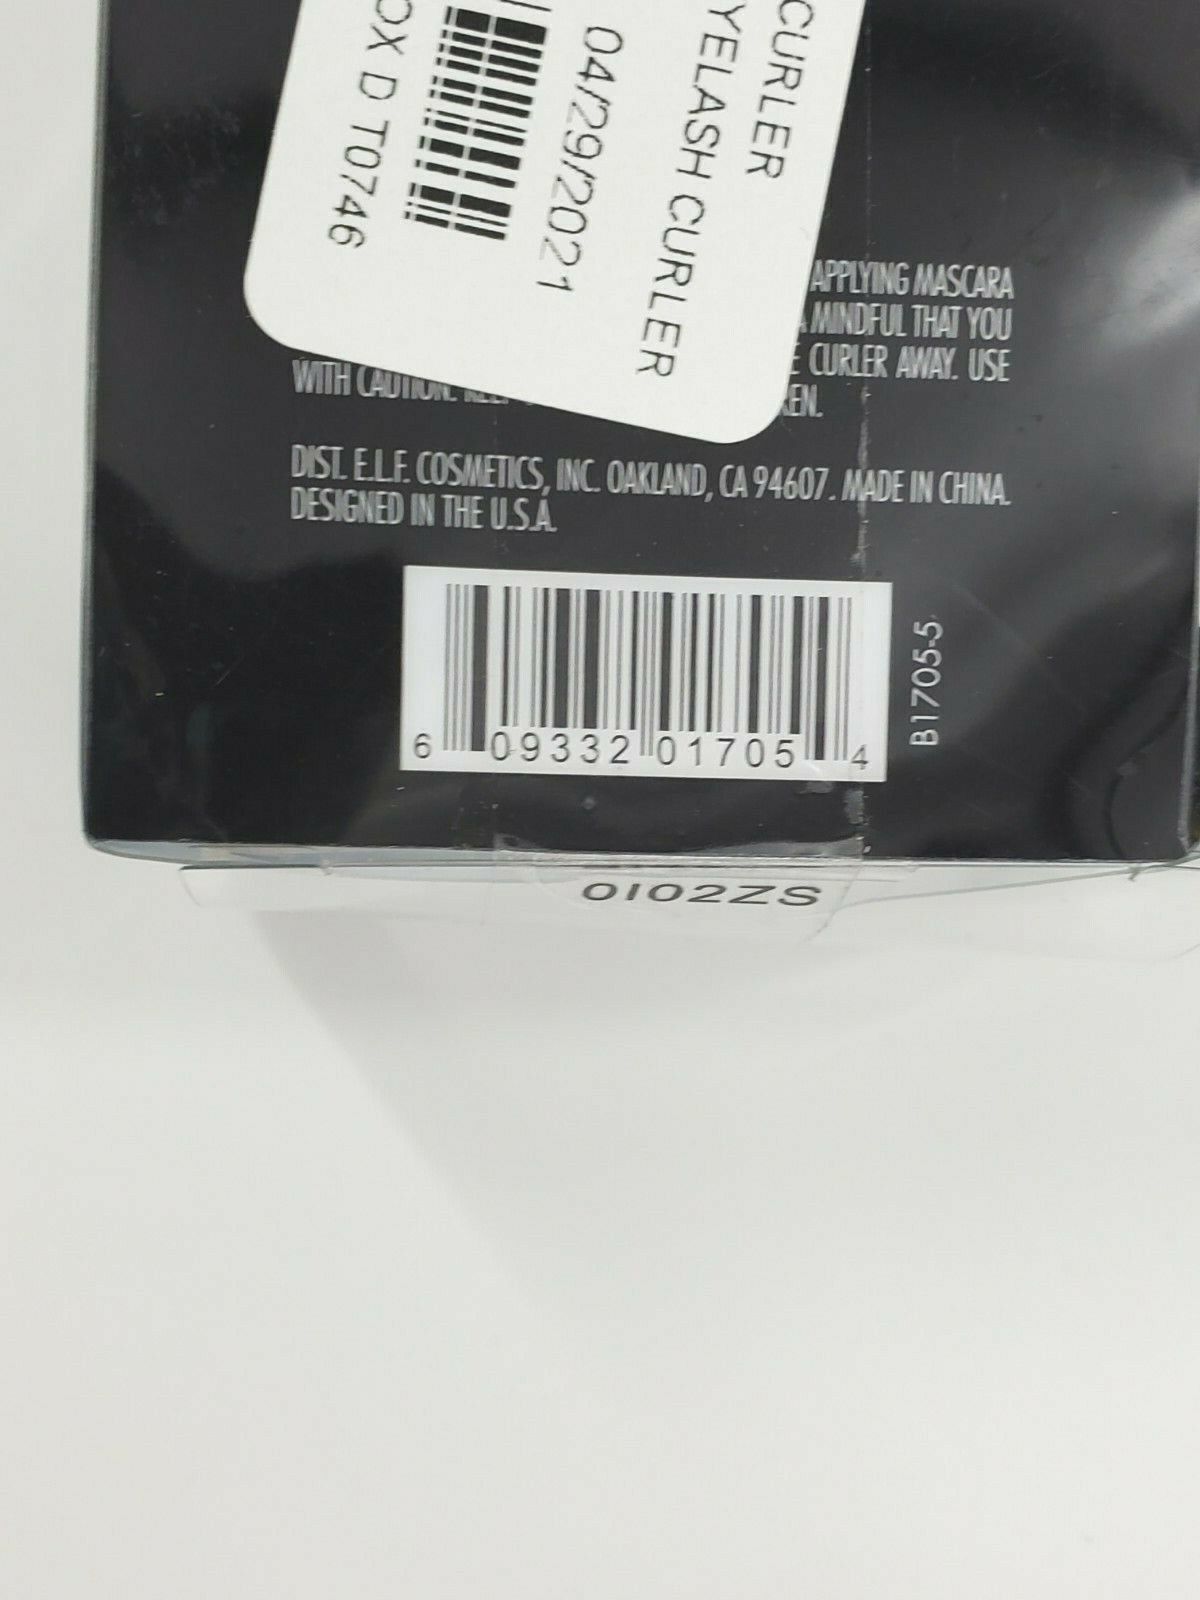 CURLER
YELASH CURLER
04/29/2021
OX D T0746
APPLYING MASCARA
MINDFUL THAT YOU
CURLER AWAY. USE
WITH CAUTION.
DIST. E.L.F. COSMETICS, INC. OAKLAND, CA 94607. MADE IN CHINA.
DESIGNED IN THE U.S.A.
6 09332 01705 4
B1705-5
0102ZS